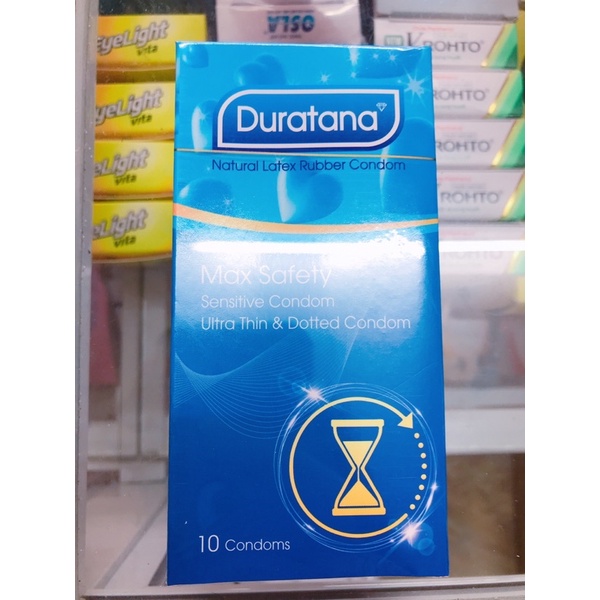 OSLA
EyeLight
vita
EyeLight
vita
EyeLight
vita
EyeLight
vita
V.ROHTO
ROHTO
ROHTO
ROHTO
Duratana
Natural Latex Rubber Condom
Max Safety
Sensitive Condom
Ultra Thin & Dotted Condom
10 Condoms